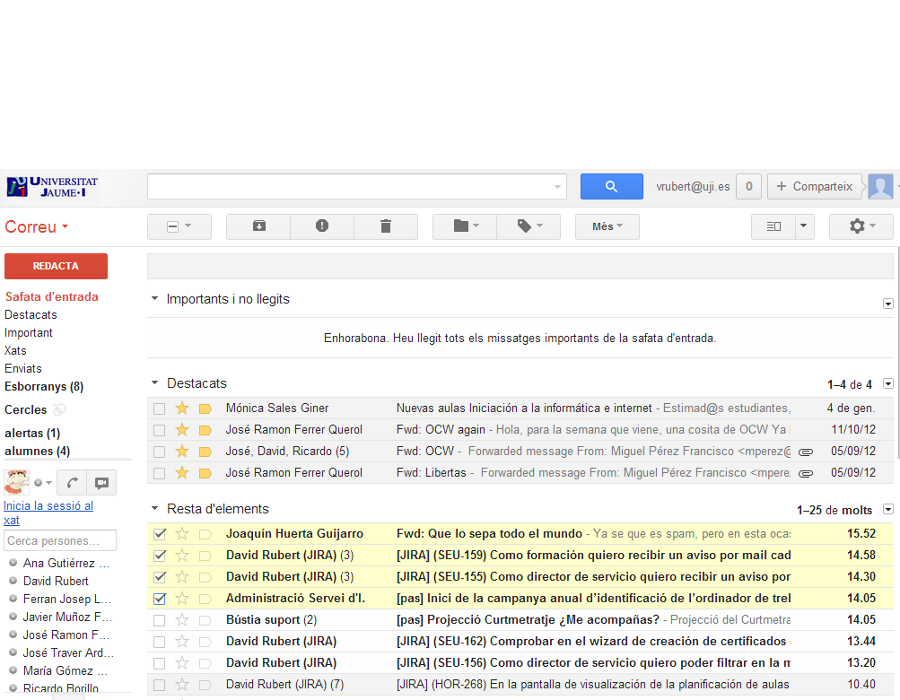 UNIVERSITAT
JAUME·I
vrubert@uji.es
0
+ Comparteix
Correu
Més
REDACTA
Safata d'entrada
Destacats
Important
Xats
Enviats
Esborranys (8)
Cercles
alertas (1)
alumnes (4)
Inicia la sessió al
xat
Cerca persones...
Ana Gutiérrez ...
David Rubert
Ferran Josep L...
Javier Muñoz F...
José Ramon F...
José Traver Ard...
María Gómez ...
Ricardo Borillo
Importants i no llegits
Enhorabona. Heu llegit tots els missatges importants de la safata d'entrada.
Destacats 1–4 de 4
Mónica Sales Giner Nuevas aulas Iniciación a la informática e internet - Estimad@s estudiantes, 4 de gen.
José Ramon Ferrer Querol Fwd: OCW again - Hola, para la semana que viene, una cosita de OCW Ya 11/10/12
José, David, Ricardo (5) Fwd: OCW - Forwarded message From: Miguel Pérez Francisco <mperez@ 05/09/12
José Ramon Ferrer Querol Fwd: Libertas - Forwarded message From: Miguel Pérez Francisco <mpere 05/09/12
Resta d'elements 1–25 de molts
Joaquín Huerta Guijarro Fwd: Que lo sepa todo el mundo - Ya se que es spam, pero en esta ocas 15.52
David Rubert (JIRA) (3) [JIRA] (SEU-159) Como formación quiero recibir un aviso por mail cad 14.58
David Rubert (JIRA) (3) [JIRA] (SEU-155) Como director de servicio quiero recibir un aviso por 14.30
Administració Servei d'I. [pas] Inici de la campanya anual d'identificació de l'ordinador de trel 14.05
Bústia suport (2) [pas] Projecció Curtmetratje ¿Me acompañas? - Projecció del Curtmetra 14.05
David Rubert (JIRA) [JIRA] (SEU-162) Comprobar en el wizard de creación de certificados 13.44
David Rubert (JIRA) [JIRA] (SEU-156) Como director de servicio quiero poder filtrar en la m 13.20
David Rubert (JIRA) (7) [JIRA] (HOR-268) En la pantalla de visualización de la planificación de aulas 10.40